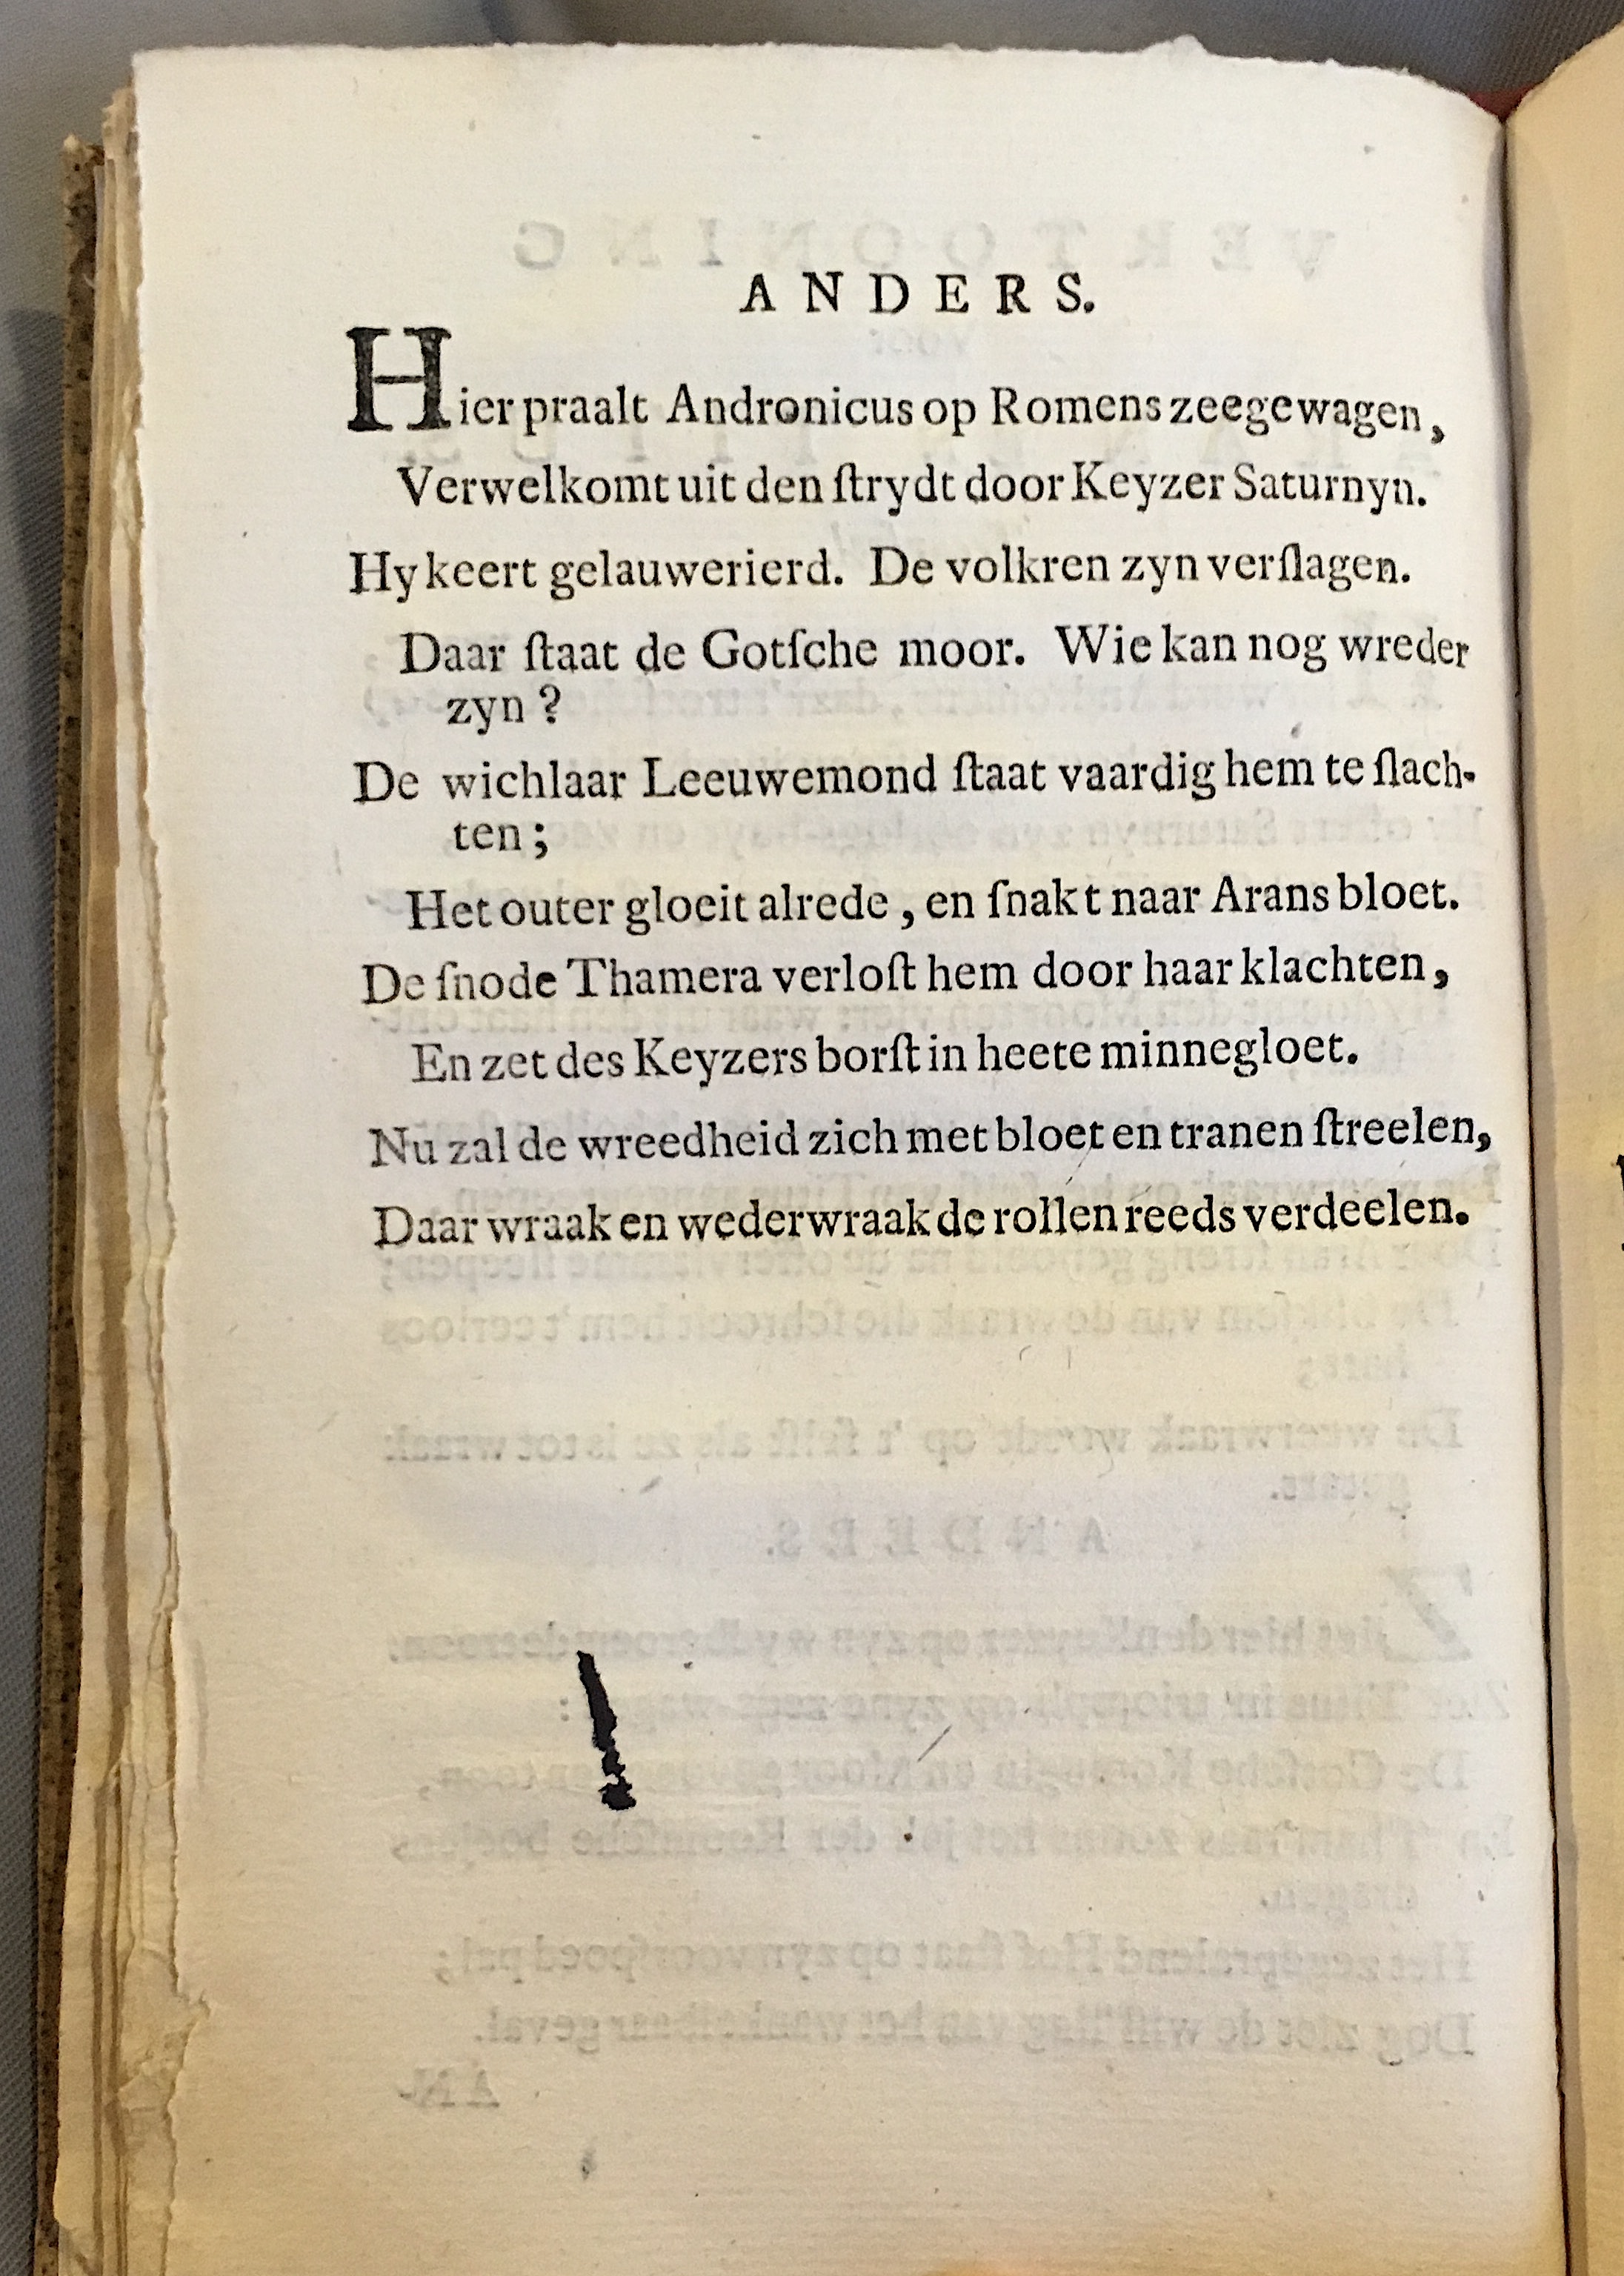 ANDERS.
Hier praalt Andronicus op Romens zeegewagen,
Verwelkomt uit den ſtrydt door Keyzer Saturnyn.
Hy keert gelauwerierd. De volkren zyn verſlagen.
Daar ſtaat de Gotſche moor. Wie kan nog wreder
zyn?
De wichlaar Leeuwemond ſtaat vaardig hem te ſlach-
ten;
Het outer gloeit alrede, en ſnakt naar Arans bloet.
De ſnode Thamera verloſt hem door haar klachten,
En zet des Keyzers borſt in heete minnegloet.
Nu zal de wreedheid zich met bloet en tranen ſtreelen,
Daar wraak en wederwraak de rollen reeds verdeelen.